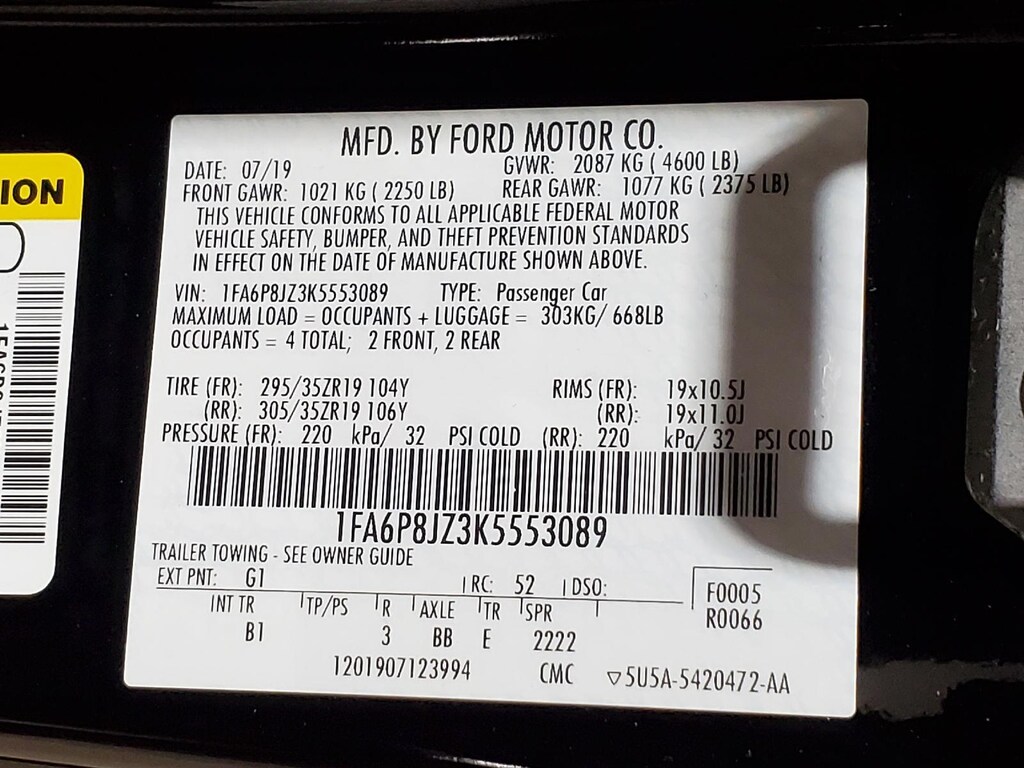 ION
MFD. BY FORD MOTOR CO.
DATE: 07/19 GVWR: 2087 KG ( 4600 LB)
FRONT GAWR: 1021 KG ( 2250 LB) REAR GAWR: 1077 KG ( 2375 LB)
THIS VEHICLE CONFORMS TO ALL APPLICABLE FEDERAL MOTOR
VEHICLE SAFETY, BUMPER, AND THEFT PREVENTION STANDARDS
IN EFFECT ON THE DATE OF MANUFACTURE SHOWN ABOVE.
VIN: 1FA6P8JZ3K5553089 TYPE: Passenger Car
MAXIMUM LOAD = OCCUPANTS + LUGGAGE = 303KG/ 668LB
OCCUPANTS = 4 TOTAL; 2 FRONT, 2 REAR
TIRE (FR): 295/35ZR19 104Y RIMS (FR): 19x10.5J
(RR): 305/35ZR19 106Y (RR): 19x11.0J
PRESSURE (FR): 220 kPa/ 32 PSI COLD (RR): 220 kPa/ 32 PSI COLD
1FA6P8JZ3K5553089
TRAILER TOWING - SEE OWNER GUIDE
EXT PNT: G1 RC: 52 DSO: F0005
INT TR TP/PS R AXLE TR SPR R0066
B1 3 BB E 2222
1201907123994 CMC ▽5U5A-5420472-AA